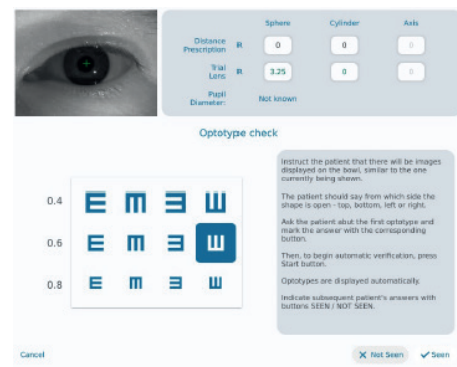 Sphere Cylinder Axis
Distance
Prescription R 0 0 0
Trial
Lens R 3.25 0 0
Pupil
Diameter: Not known
Optotype check
Instruct the patient that there will be images
displayed on the bowl, similar to the one
currently being shown.
The patient should say from which side the
shape is open - top, bottom, left or right.
Ask the patient abut the first optotype and
mark the answer with the corresponding
button.
Then, to begin automatic verification, press
Start button.
Optotypes are displayed automatically.
Indicate subsequent patient's answers with
buttons SEEN / NOT SEEN.
0.4
0.6
0.8
Cancel Not Seen Seen